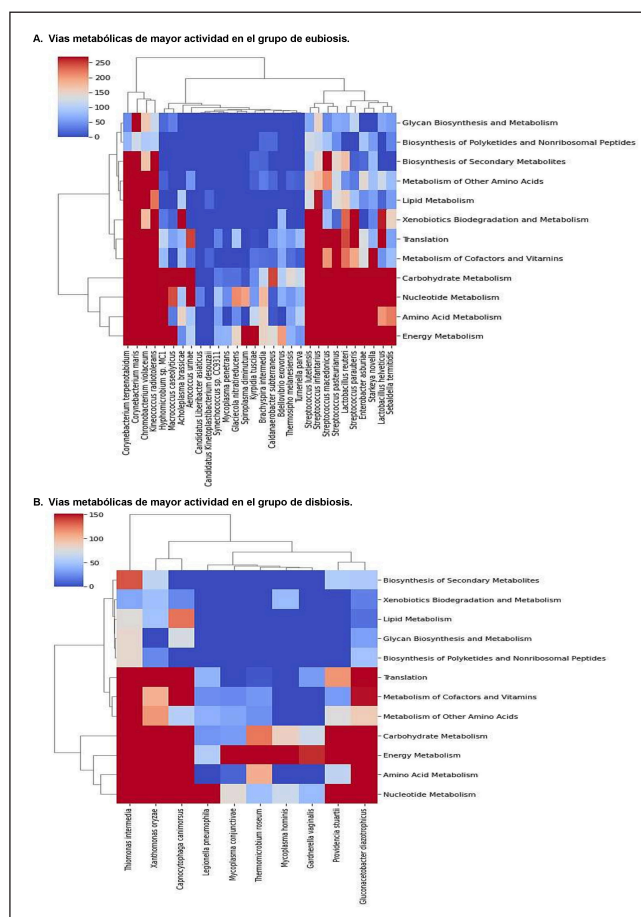 A. Vias metabólicas de mayor actividad en el grupo de eubiosis.
250
200
150
100
50
0
Glycan Biosynthesis and Metabolism
Biosynthesis of Polyketides and Nonribosomal Peptides
Biosynthesis of Secondary Metabolites
Metabolism of Other Amino Acids
Lipid Metabolism
Xenobiotics Biodegradation and Metabolism
Translation
Metabolism of Cofactors and Vitamins
Carbohydrate Metabolism
Nucleotide Metabolism
Amino Acid Metabolism
Energy Metabolism
Corynebacterium terpenotabidum
Corynebacterium maris
Chromobacterium violaceum
Kineococcus radiotolerans
Hyphomicrobium sp. MC1
Macrococcus caseolyticus
Acholeplasma brassicae
Aerococcus urinae
Candidatus Liberibacter asiaticus
Candidatus Kinetoplastibacterium desouzaii
Synechococcus sp. CC9311
Mycoplasma penetrans
Glaciecola nitratireducens
Spiroplasma diminutum
Kyrpidia tusciae
Brachyspira intermedia
Caldanaerobacter subterraneus
Bdellovibrio exovorus
Thermosipho melanesiensis
Turneriella parva
Streptococcus lutetiensis
Streptococcus infantarius
Streptococcus macedonicus
Streptococcus pasteurianus
Lactobacillus reuteri
Streptococcus parauberis
Enterobacter asburiae
Starkeya novella
Lactobacillus helveticus
Sebaldella termitidis
B. Vias metabólicas de mayor actividad en el grupo de disbiosis.
150
100
50
0
Biosynthesis of Secondary Metabolites
Xenobiotics Biodegradation and Metabolism
Lipid Metabolism
Glycan Biosynthesis and Metabolism
Biosynthesis of Polyketides and Nonribosomal Peptides
Translation
Metabolism of Cofactors and Vitamins
Metabolism of Other Amino Acids
Carbohydrate Metabolism
Energy Metabolism
Amino Acid Metabolism
Nucleotide Metabolism
Thiomonas intermedia
Xanthomonas oryzae
Capnocytophaga canimorsus
Legionella pneumophila
Mycoplasma conjunctivae
Thermomicrobium roseum
Mycoplasma hominis
Gardnerella vaginalis
Providencia stuartii
Gluconacetobacter diazotrophicus